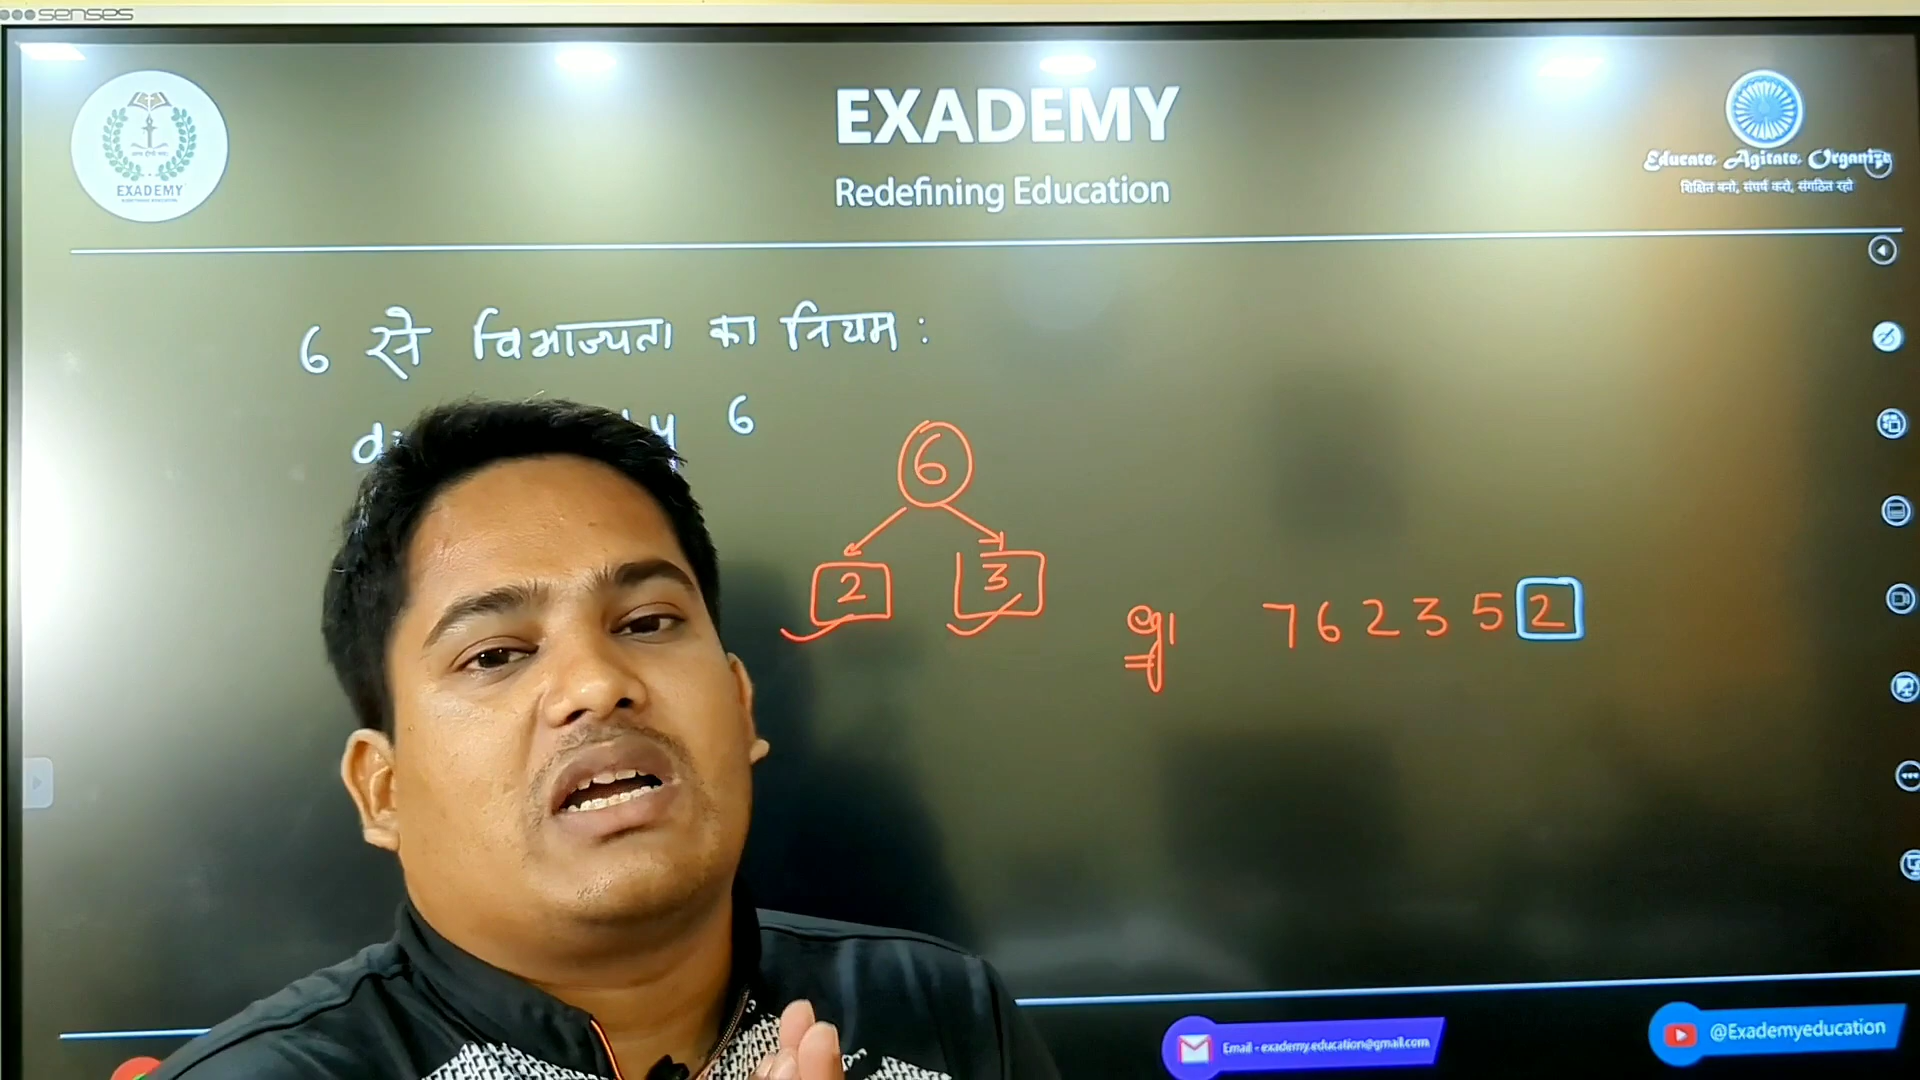 senses
EXADEMY
Redefining Education
EXADEMY
Educate. Agitate. Organize
शिक्षित बनो, संघर्ष करो, संगठित रहो
6 से विभाज्यता का नियम :
6
6
2 3
eg 762352
Email - exademy.education@gmail.com
@Exademyeducation